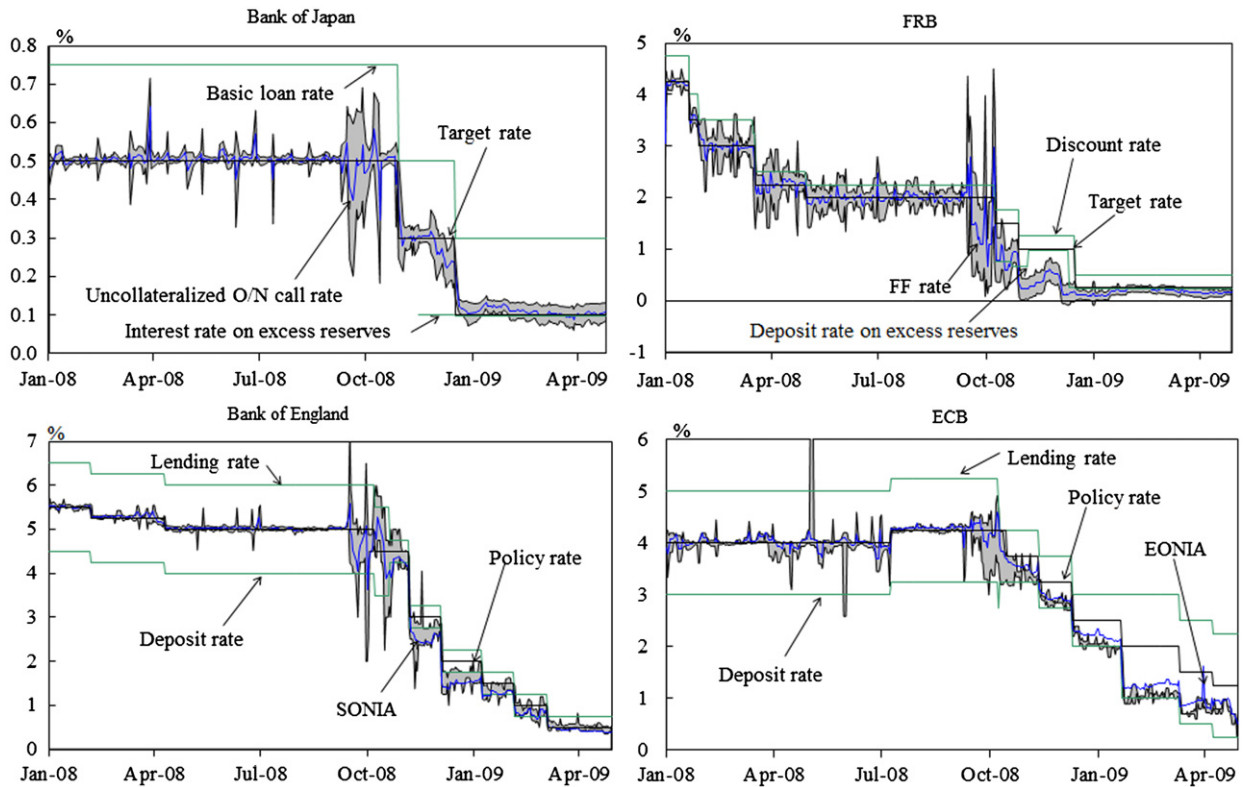 Bank of Japan
%
0.8
0.7
0.6
0.5
0.4
0.3
0.2
0.1
0.0
Basic loan rate
Target rate
Uncollateralized O/N call rate
Interest rate on excess reserves
Jan-08 Apr-08 Jul-08 Oct-08 Jan-09 Apr-09
FRB
%
5
4
3
2
1
0
-1
Discount rate
Target rate
FF rate
Deposit rate on excess reserves
Jan-08 Apr-08 Jul-08 Oct-08 Jan-09 Apr-09
Bank of England
%
7
6
5
4
3
2
1
0
Lending rate
Policy rate
Deposit rate
SONIA
Jan-08 Apr-08 Jul-08 Oct-08 Jan-09 Apr-09
ECB
%
6
5
4
3
2
1
0
Lending rate
Policy rate
EONIA
Deposit rate
Jan-08 Apr-08 Jul-08 Oct-08 Jan-09 Apr-09